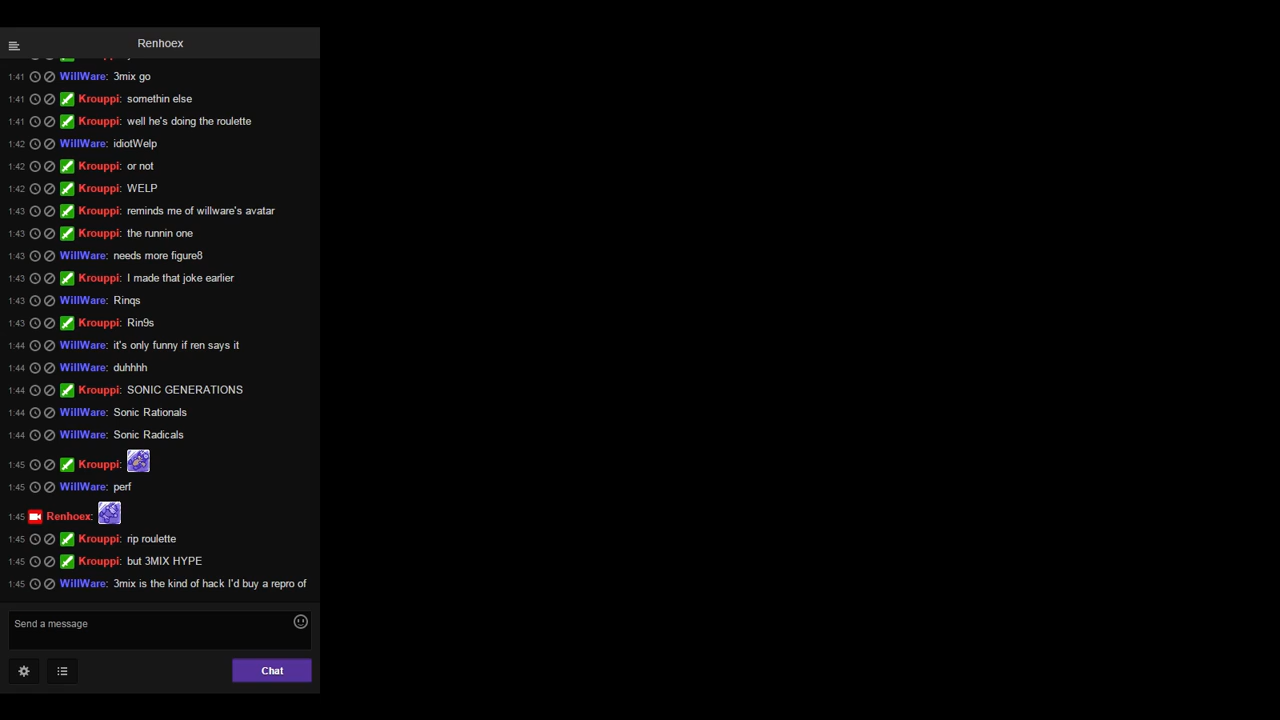 Renhoex
1:41 WillWare: 3mix go
1:41 Krouppi: somethin else
1:41 Krouppi: well he's doing the roulette
1:42 WillWare: idiotWelp
1:42 Krouppi: or not
1:42 Krouppi: WELP
1:43 Krouppi: reminds me of willware's avatar
1:43 Krouppi: the runnin one
1:43 WillWare: needs more figure8
1:43 Krouppi: I made that joke earlier
1:43 WillWare: Rinqs
1:43 Krouppi: Rin9s
1:44 WillWare: it's only funny if ren says it
1:44 WillWare: duhhhh
1:44 Krouppi: SONIC GENERATIONS
1:44 WillWare: Sonic Rationals
1:44 WillWare: Sonic Radicals
1:45 Krouppi:
1:45 WillWare: perf
1:45 Renhoex:
1:45 Krouppi: rip roulette
1:45 Krouppi: but 3MIX HYPE
1:45 WillWare: 3mix is the kind of hack I'd buy a repro of
Send a message
Chat